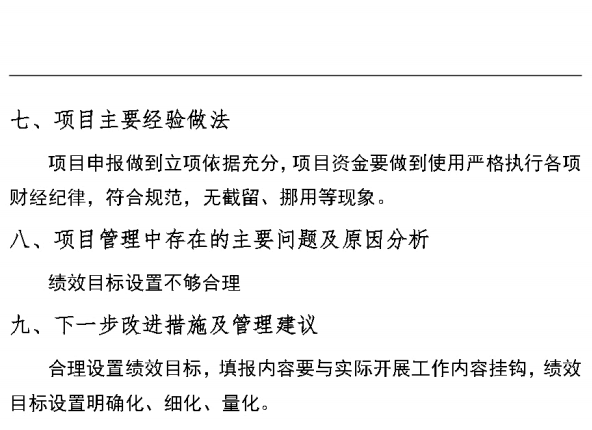 七、项目主要经验做法
项目申报做到立项依据充分，项目资金要做到使用严格执行各项
财经纪律，符合规范，无截留、挪用等现象。
八、项目管理中存在的主要问题及原因分析
绩效目标设置不够合理
九、下一步改进措施及管理建议
合理设置绩效目标，填报内容要与实际开展工作内容挂钩，绩效
目标设置明确化、细化、量化。